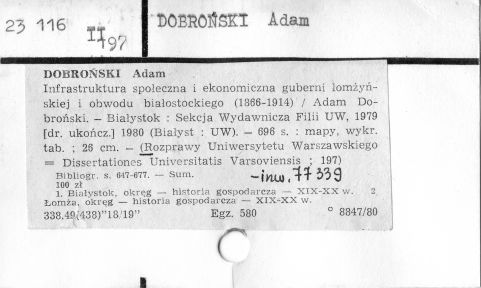 23 116 II/97 DOBROŃSKI Adam
DOBROŃSKI Adam
Infrastruktura społeczna i ekonomiczna guberni łomżyń-
skiej i obwodu białostockiego (1866-1914) / Adam Do-
broński. — Białystok : Sekcja Wydawnicza Filii UW, 1979
[dr. ukończ.] 1980 (Białyst : UW). — 696 s. : mapy, wykr.
tab. ; 26 cm. — (Rozprawy Uniwersytetu Warszawskiego
= Dissertationes Universitatis Varsoviensis ; 197)
Bibliogr. s. 647-677. — Sum.
-inw. 77339
100 zł
1. Białystok, okręg — historia gospodarcza — XIX-XX w. 2.
Łomża, okręg — historia gospodarcza — XIX-XX w.
338.49(438)"18/19" Egz. 580 ° 8847/80